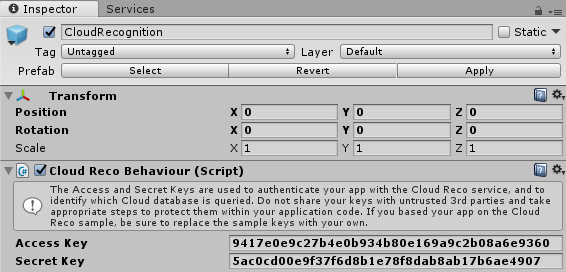 Inspector Services
CloudRecognition Static
Tag Untagged Layer Default
Prefab Select Revert Apply
Transform
Position X 0 Y 0 Z 0
Rotation X 0 Y 0 Z 0
Scale X 1 Y 1 Z 1
Cloud Reco Behaviour (Script)
The Access and Secret Keys are used to authenticate your app with the Cloud Reco service, and to
identify which Cloud database is queried. Do not share your keys with untrusted 3rd parties and take
appropriate steps to protect them within your application code. If you based your app on the Cloud
Reco sample, be sure to replace the sample keys with your own.
Access Key 9417e0e9c27b4e0b934b80e169a9c2b08a6e9360
Secret Key 5ac0cd00e9f37f6d8b1e78f8dab8ab17b6ae4907